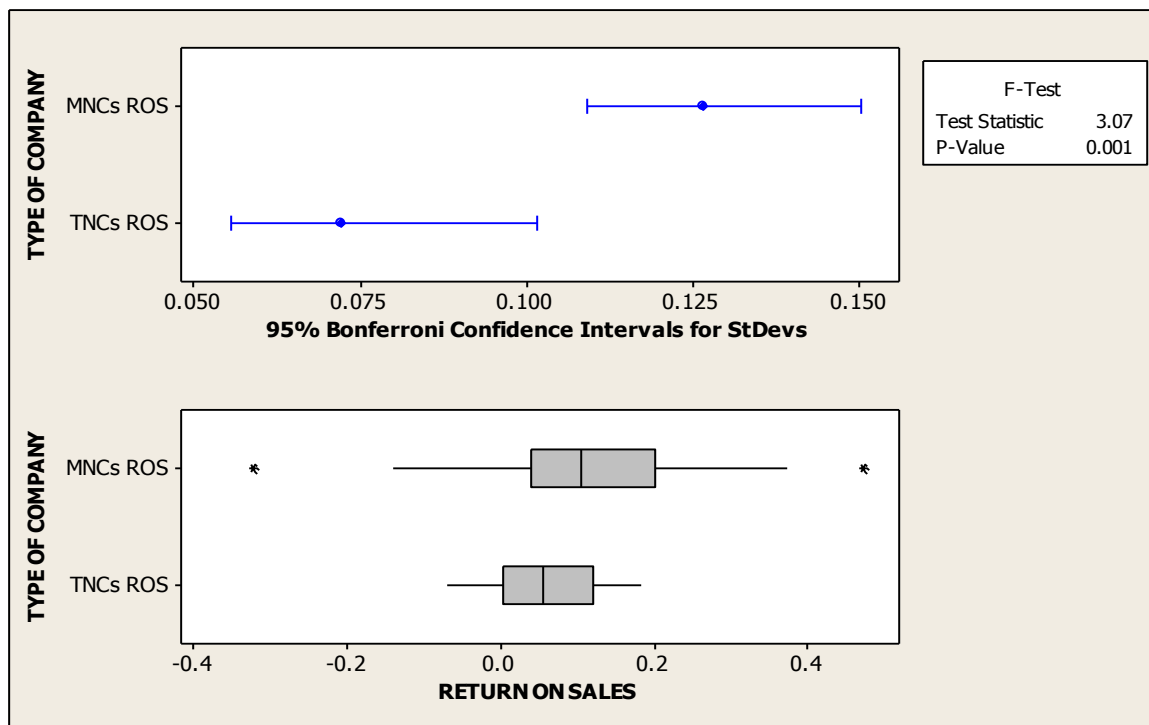 TYPE OF COMPANY
MNCs ROS
TNCs ROS
0.050 0.075 0.100 0.125 0.150
95% Bonferroni Confidence Intervals for StDevs
F-Test
Test Statistic 3.07
P-Value 0.001
TYPE OF COMPANY
MNCs ROS
TNCs ROS
-0.4 -0.2 0.0 0.2 0.4
RETURN ON SALES